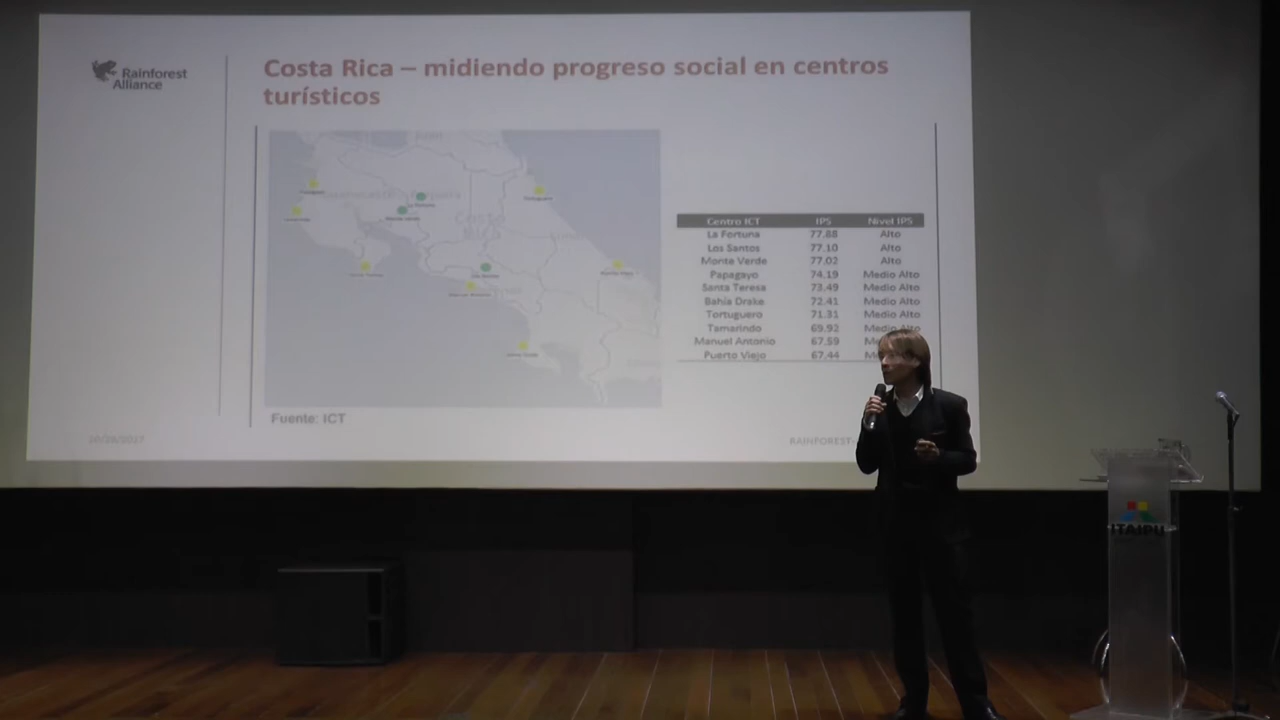 Rainforest
Alliance
Costa Rica – midiendo progreso social en centros
turísticos
Centro ICT IPS Nivel IPS
La Fortuna 77.88 Alto
Los Santos 77.10 Alto
Monte Verde 77.02 Alto
Papagayo 74.19 Medio Alto
Santa Teresa 73.49 Medio Alto
Bahía Drake 72.41 Medio Alto
Tortuguero 71.31 Medio Alto
Tamarindo 69.92 Medio Alto
Manuel Antonio 67.59
Puerto Viejo 67.44
Fuente: ICT
RAINFOREST-
ITAIPU